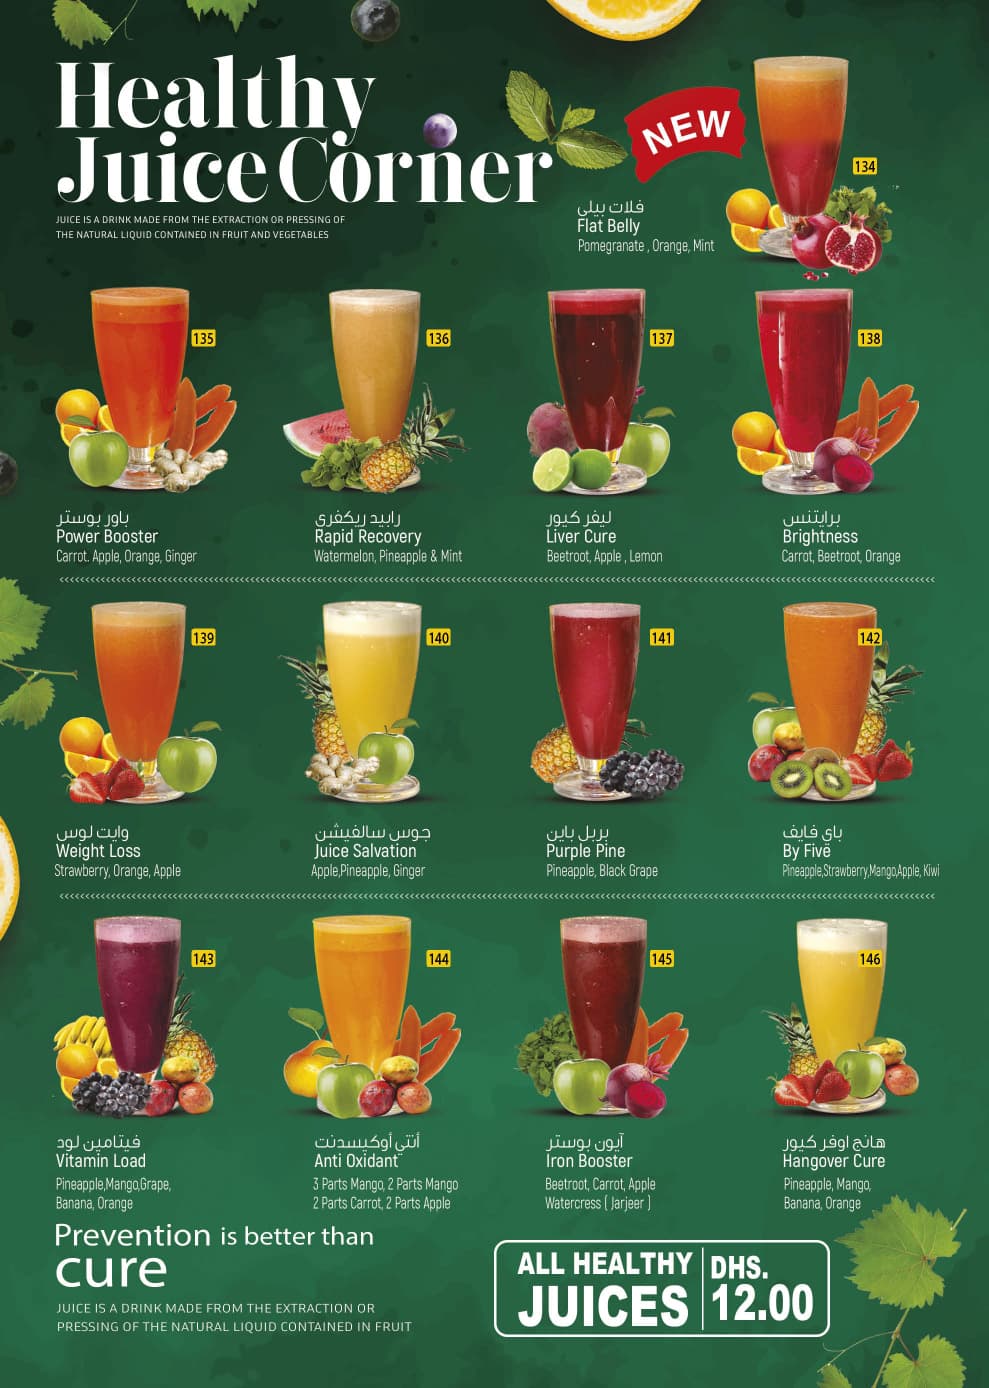 Healthy
Juice Corner
JUICE IS A DRINK MADE FROM THE EXTRACTION OR PRESSING OF
THE NATURAL LIQUID CONTAINED IN FRUIT AND VEGETABLES
NEW
134
فلات بيلي
Flat Belly
Pomegranate , Orange, Mint
135
باور بوستر
Power Booster
Carrot. Apple, Orange, Ginger
136
رابيد ريكفري
Rapid Recovery
Watermelon, Pineapple & Mint
137
ليفر كيور
Liver Cure
Beetroot, Apple , Lemon
138
برايتنس
Brightness
Carrot, Beetroot, Orange
139
وايت لوس
Weight Loss
Strawberry, Orange, Apple
140
جوس سالفيشن
Juice Salvation
Apple,Pineapple, Ginger
141
بربل باين
Purple Pine
Pineapple, Black Grape
142
باي فايف
By Five
Pineapple,Strawberry,Mango,Apple, Kiwi
143
فيتامين لود
Vitamin Load
Pineapple,Mango,Grape,
Banana, Orange
144
أنتي أوكيسدنت
Anti Oxidant
3 Parts Mango, 2 Parts Mango
2 Parts Carrot, 2 Parts Apple
145
آيون بوستر
Iron Booster
Beetroot, Carrot, Apple
Watercress ( Jarjeer )
146
هانج اوفر كيور
Hangover Cure
Pineapple, Mango,
Banana, Orange
Prevention is better than
cure
JUICE IS A DRINK MADE FROM THE EXTRACTION OR
PRESSING OF THE NATURAL LIQUID CONTAINED IN FRUIT
ALL HEALTHY
JUICES
DHS.
12.00